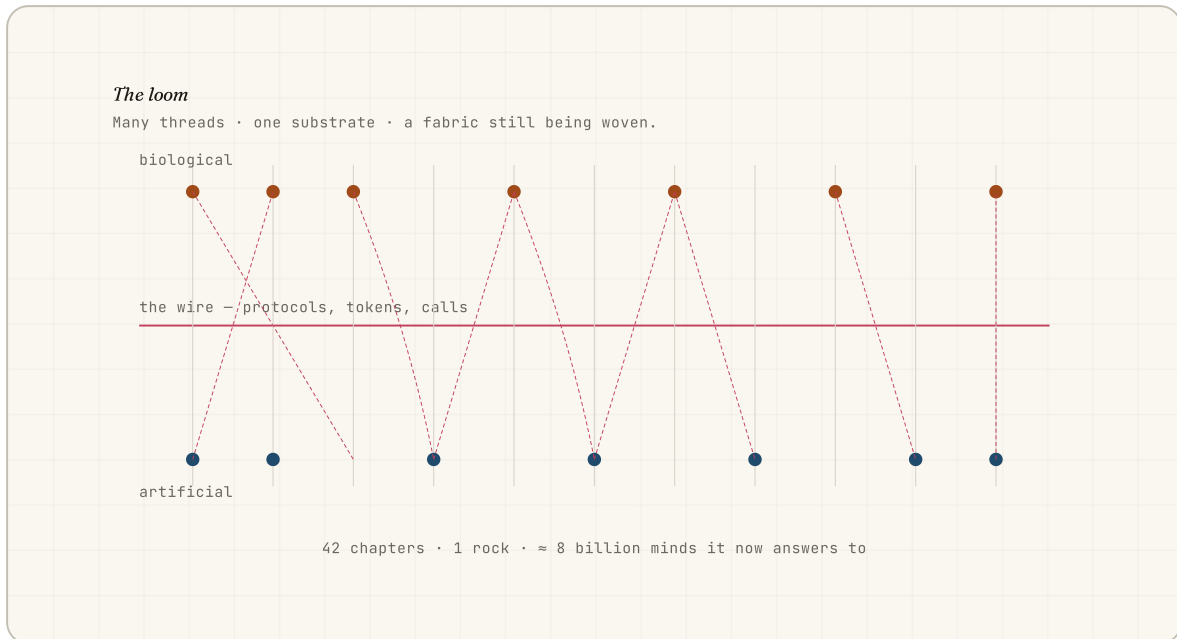 The loom
Many threads · one substrate · a fabric still being woven.
biological
the wire — protocols, tokens, calls
artificial
42 chapters · 1 rock · ≈ 8 billion minds it now answers to